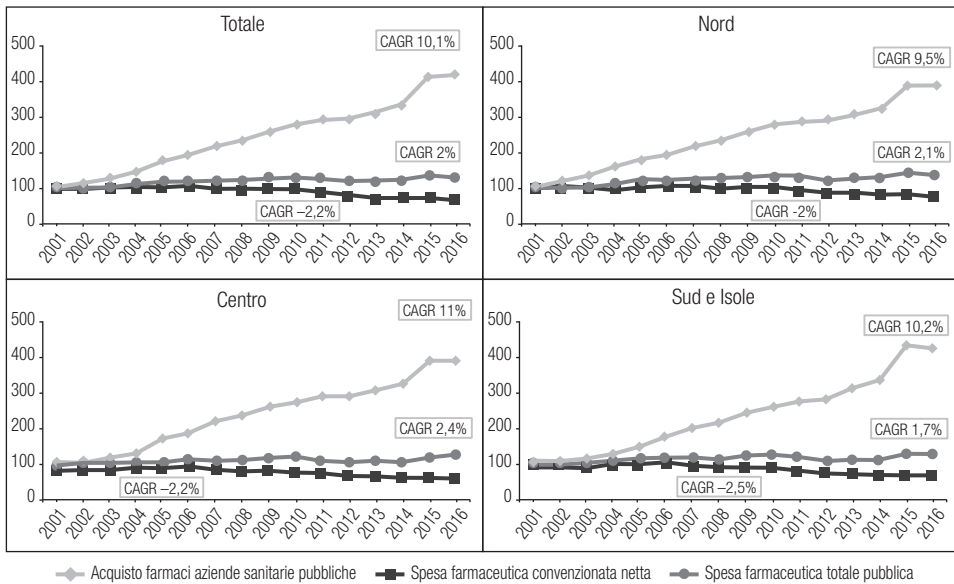 Totale
500
400
300
200
100
0
CAGR 10,1%
CAGR 2%
CAGR –2,2%
2001 2002 2003 2004 2005 2006 2007 2008 2009 2010 2011 2012 2013 2014 2015 2016
Nord
500
400
300
200
100
0
CAGR 9,5%
CAGR 2,1%
CAGR -2%
2001 2002 2003 2004 2005 2006 2007 2008 2009 2010 2011 2012 2013 2014 2015 2016
Centro
500
400
300
200
100
0
CAGR 11%
CAGR 2,4%
CAGR –2,2%
2001 2002 2003 2004 2005 2006 2007 2008 2009 2010 2011 2012 2013 2014 2015 2016
Sud e Isole
500
400
300
200
100
0
CAGR 10,2%
CAGR 1,7%
CAGR –2,5%
2001 2002 2003 2004 2005 2006 2007 2008 2009 2010 2011 2012 2013 2014 2015 2016
Acquisto farmaci aziende sanitarie pubbliche Spesa farmaceutica convenzionata netta Spesa farmaceutica totale pubblica